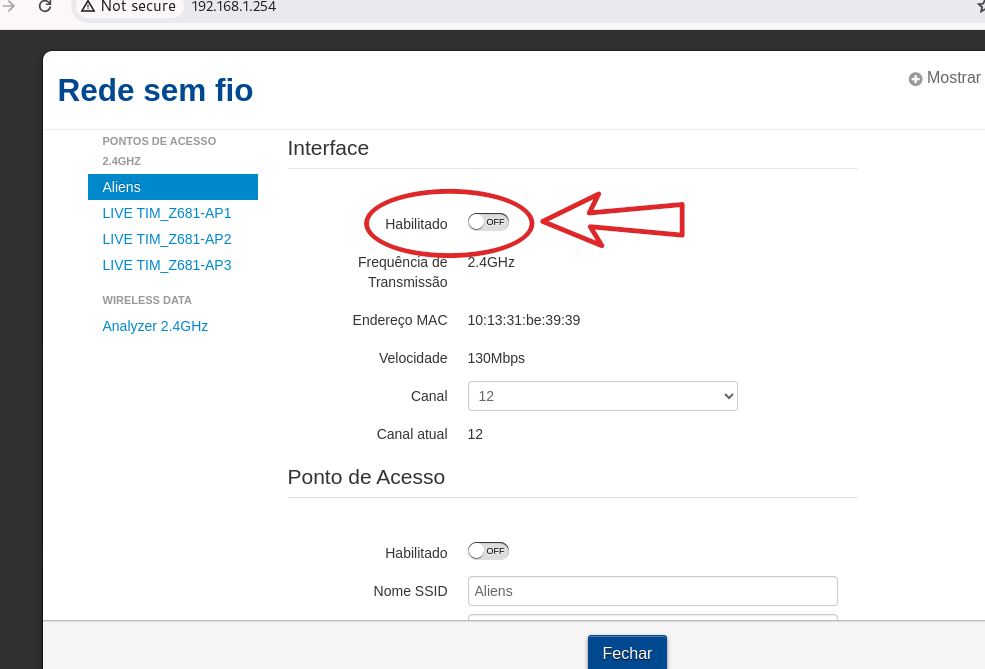 Not secure 192.168.1.254
Rede sem fio
Mostrar
PONTOS DE ACESSO
2.4GHZ
Aliens
LIVE TIM_Z681-AP1
LIVE TIM_Z681-AP2
LIVE TIM_Z681-AP3
WIRELESS DATA
Analyzer 2.4GHz
Interface
Habilitado OFF
Frequência de 2.4GHz
Transmissão
Endereço MAC 10:13:31:be:39:39
Velocidade 130Mbps
Canal 12
Canal atual 12
Ponto de Acesso
Habilitado OFF
Nome SSID Aliens
Fechar